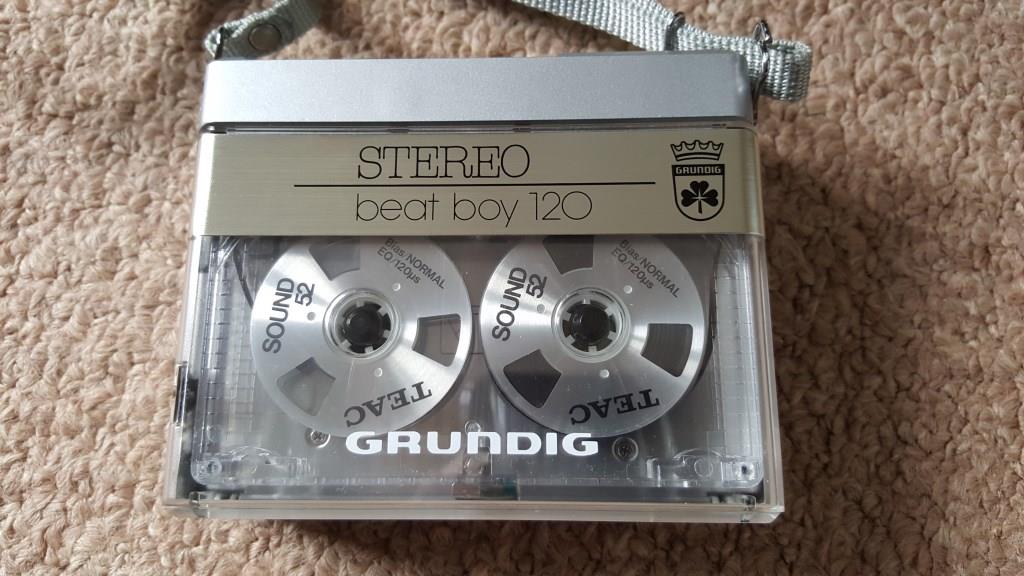 STEREO
GRUNDIG
beat boy 120
Bias/NORMAL
EQ/120µs
SOUND
52
TEAC
Bias/NORMAL
EQ/120µs
SOUND
52
TEAC
GRUNDIG